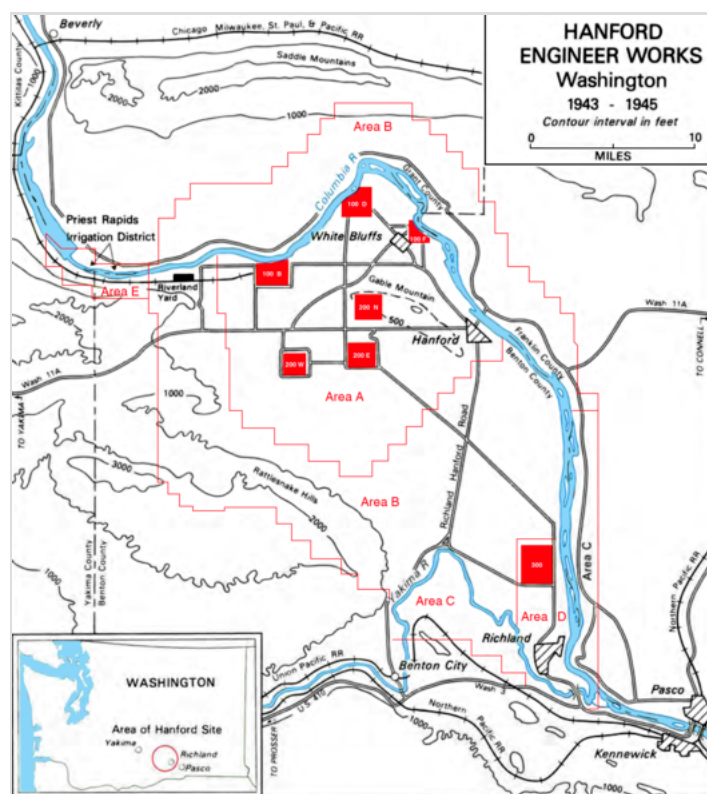 Beverly
Chicago Milwaukee, St. Paul, & Pacific RR
HANFORD
ENGINEER WORKS
Washington
1943 - 1945
Contour interval in feet
0
10
MILES
Kittitas County
1000
Saddle Mountains
2000
2000
1000
Area B
Columbia R
Grant County
100 D
Priest Rapids
Irrigation District
White Bluffs
100 F
100 B
Riverland
Yard
Area E
Gable Mountain
200 N
500
Wash 11A
TO CONNELL
2000
Hanford
Franklin County
Benton County
200 W
200 E
Wash 11A
TO YAKIMA
1000
Area A
Richland Hanford Road
3000
Rattlesnake Hills
2000
Area B
1000
Yakima County
Benton County
300
Area C
Yakima R
Area C
Area D
Northern Pacific RR
Richland
Union Pacific RR
Benton City
Wash 3
Pasco
U.S. 410
Northern
Pacific RR
TO PROSSER
1000
Kennewick
1000
WASHINGTON
Area of Hanford Site
Yakima
Richland
Pasco